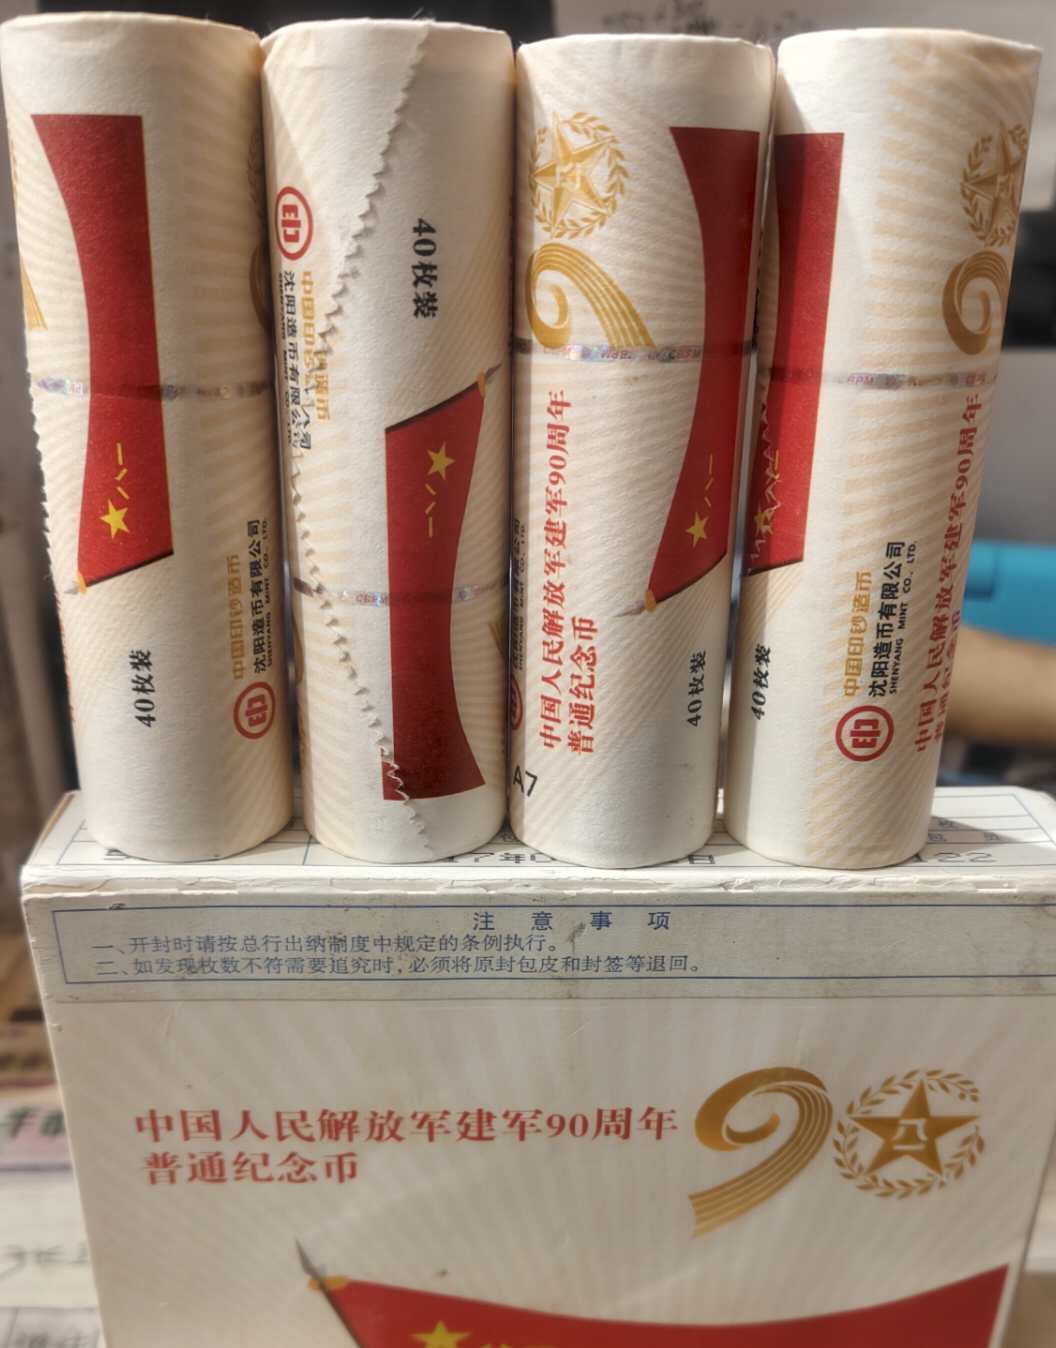 八一
40枚装
中国印钞造币
沈阳造币有限公司
SHENYANG MINT CO., LTD.
40枚装
中国印钞造币
沈阳造币有限公司
八一
中国人民解放军建军90周年
普通纪念币
八一
40枚装
A7
40枚装
中国印钞造币
沈阳造币有限公司
SHENYANG MINT CO., LTD.
中国人民解放军建军90周年
普通纪念币
注意事项
一、开封时请按总行出纳制度中规定的条例执行。
二、如发现枚数不符需要追究时,必须将原封包皮和封签等退回。
中国人民解放军建军90周年
普通纪念币
90
八一